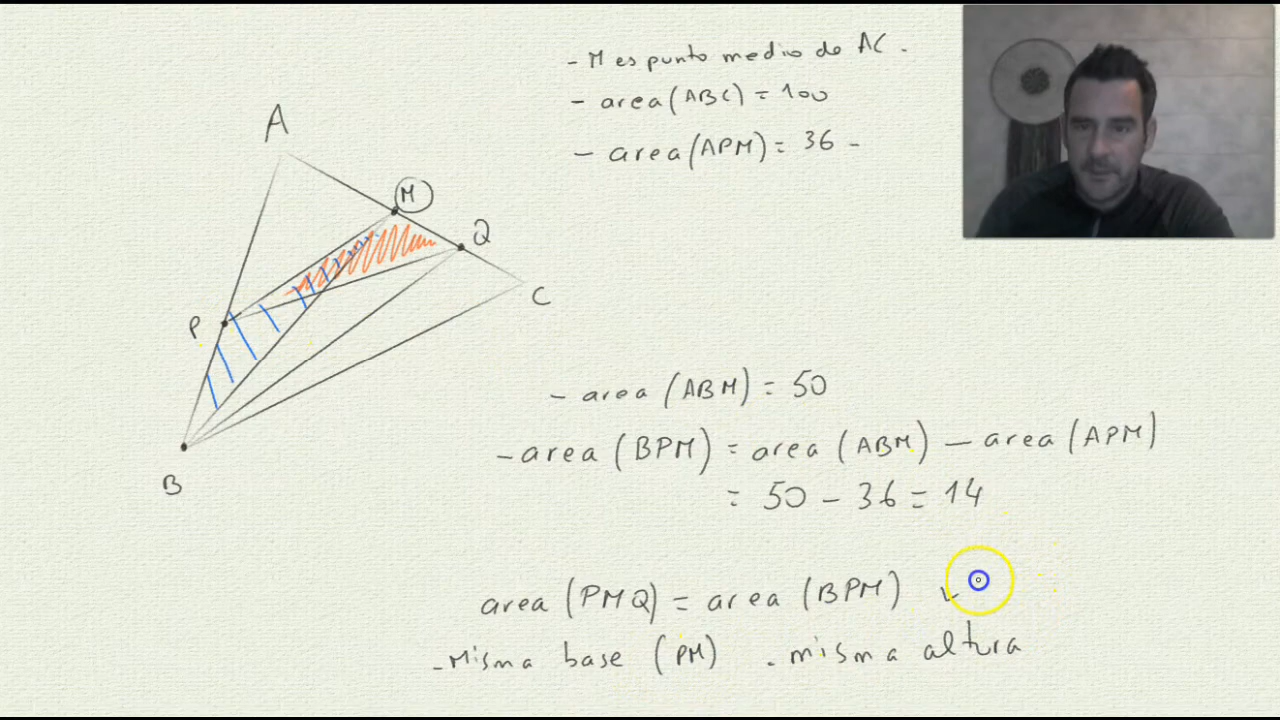 - M es punto medio de AC.
- area(ABC) = 100
- area(APM) = 36 -
A
M
Q
C
P
B
- area (ABM) = 50
- area (BPM) = area (ABM) - area (APM)
= 50 - 36 = 14
area (PMQ) = area (BPM)
- Misma base (PM) . misma altura